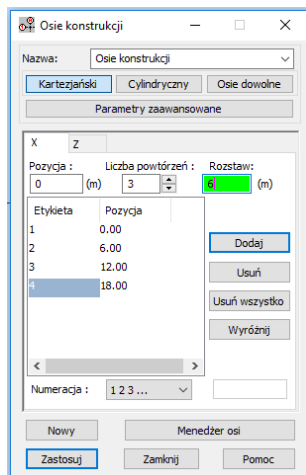 Osie konstrukcji
Nazwa: Osie konstrukcji
Kartezjański Cylindryczny Osie dowolne
Parametry zaawansowane
X Z
Pozycja : Liczba powtórzeń : Rozstaw:
0 (m) 3 6 (m)
Etykieta Pozycja
1 0.00
2 6.00
3 12.00
4 18.00
Dodaj
Usuń
Usuń wszystko
Wyróżnij
Numeracja : 1 2 3 ...
Nowy Menedżer osi
Zastosuj Zamknij Pomoc